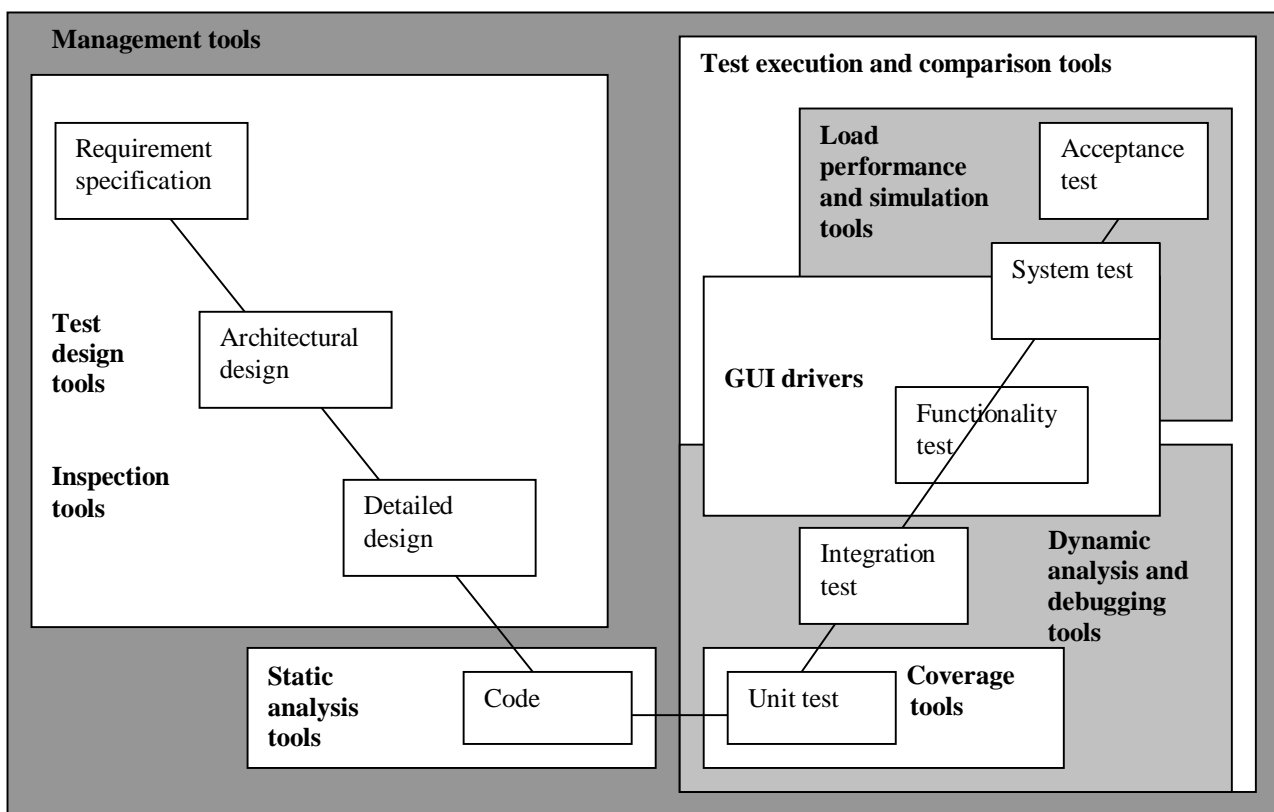 Management tools
Test execution and comparison tools
Requirement
specification
Load
performance
and simulation
tools
Acceptance
test
System test
Test
design
tools
Architectural
design
GUI drivers
Functionality
test
Inspection
tools
Detailed
design
Integration
test
Dynamic
analysis and
debugging
tools
Static
analysis
tools
Code
Unit test
Coverage
tools